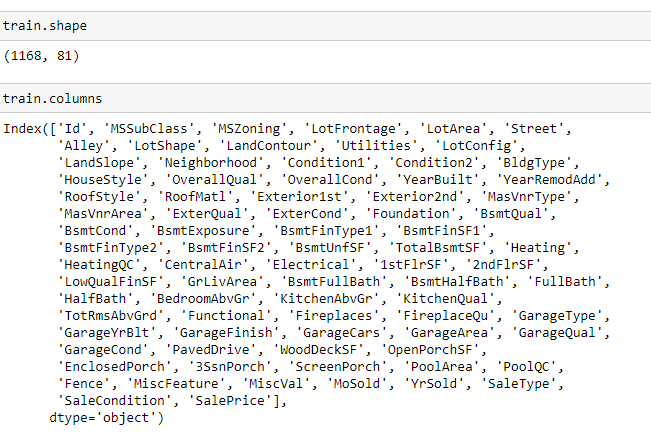 train.shape
(1168, 81)
train.columns
Index(['Id', 'MSSubClass', 'MSZoning', 'LotFrontage', 'LotArea', 'Street',
'Alley', 'LotShape', 'LandContour', 'Utilities', 'LotConfig',
'LandSlope', 'Neighborhood', 'Condition1', 'Condition2', 'BldgType',
'HouseStyle', 'OverallQual', 'OverallCond', 'YearBuilt', 'YearRemodAdd',
'RoofStyle', 'RoofMatl', 'Exterior1st', 'Exterior2nd', 'MasVnrType',
'MasVnrArea', 'ExterQual', 'ExterCond', 'Foundation', 'BsmtQual',
'BsmtCond', 'BsmtExposure', 'BsmtFinType1', 'BsmtFinSF1',
'BsmtFinType2', 'BsmtFinSF2', 'BsmtUnfSF', 'TotalBsmtSF', 'Heating',
'HeatingQC', 'CentralAir', 'Electrical', '1stFlrSF', '2ndFlrSF',
'LowQualFinSF', 'GrLivArea', 'BsmtFullBath', 'BsmtHalfBath', 'FullBath',
'HalfBath', 'BedroomAbvGr', 'KitchenAbvGr', 'KitchenQual',
'TotRmsAbvGrd', 'Functional', 'Fireplaces', 'FireplaceQu', 'GarageType',
'GarageYrBlt', 'GarageFinish', 'GarageCars', 'GarageArea', 'GarageQual',
'GarageCond', 'PavedDrive', 'WoodDeckSF', 'OpenPorchSF',
'EnclosedPorch', '3SsnPorch', 'ScreenPorch', 'PoolArea', 'PoolQC',
'Fence', 'MiscFeature', 'MiscVal', 'MoSold', 'YrSold', 'SaleType',
'SaleCondition', 'SalePrice'],
dtype='object')